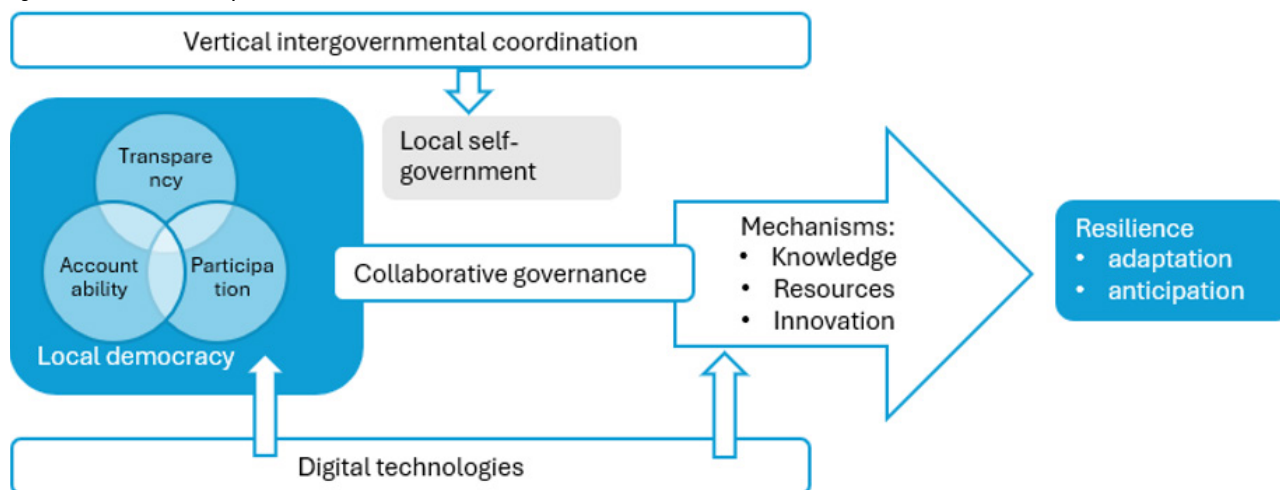 Vertical intergovernmental coordination
Local self-
government
Transpare
ncy
Account
ability
Participa
tion
Local democracy
Collaborative governance
Mechanisms:
• Knowledge
• Resources
• Innovation
Resilience
• adaptation
• anticipation
Digital technologies